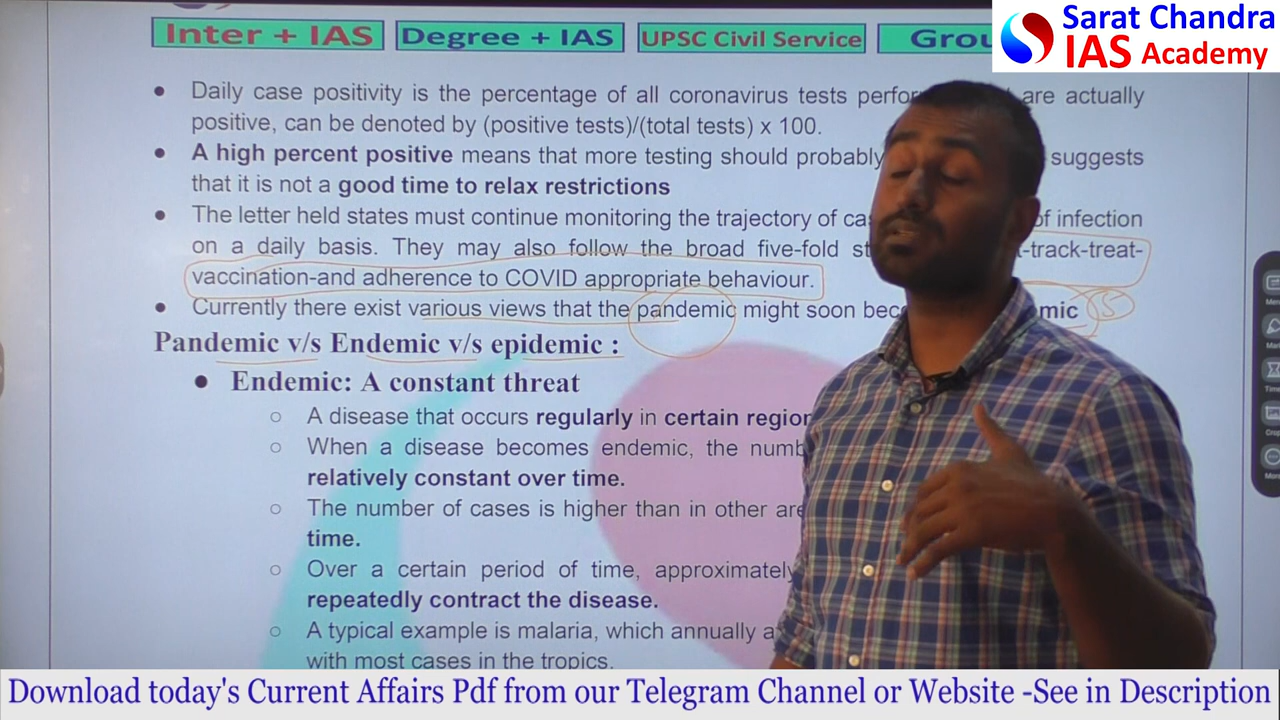 Sarat Chandra
IAS Academy
Inter + IAS
Degree + IAS
UPSC Civil Service
Daily case positivity is the percentage of all coronavirus tests are actually
positive, can be denoted by (positive tests)/(total tests) x 100.
A high percent positive means that more testing should probably suggests
that it is not a good time to relax restrictions
The letter held states must continue monitoring the trajectory of of infection
on a daily basis. They may also follow the broad five-fold -track-treat-
vaccination-and adherence to COVID appropriate behaviour.
Currently there exist various views that the pandemic might soon mic 5
Pandemic v/s Endemic v/s epidemic :
Endemic: A constant threat
A disease that occurs regularly in certain
When a disease becomes endemic, the
relatively constant over time.
The number of cases is higher than in other
time.
Over a certain period of time, approximately
repeatedly contract the disease.
A typical example is malaria, which annually
with most cases in the tropics.
Download today's Current Affairs Pdf from our Telegram Channel or Website -See in Description